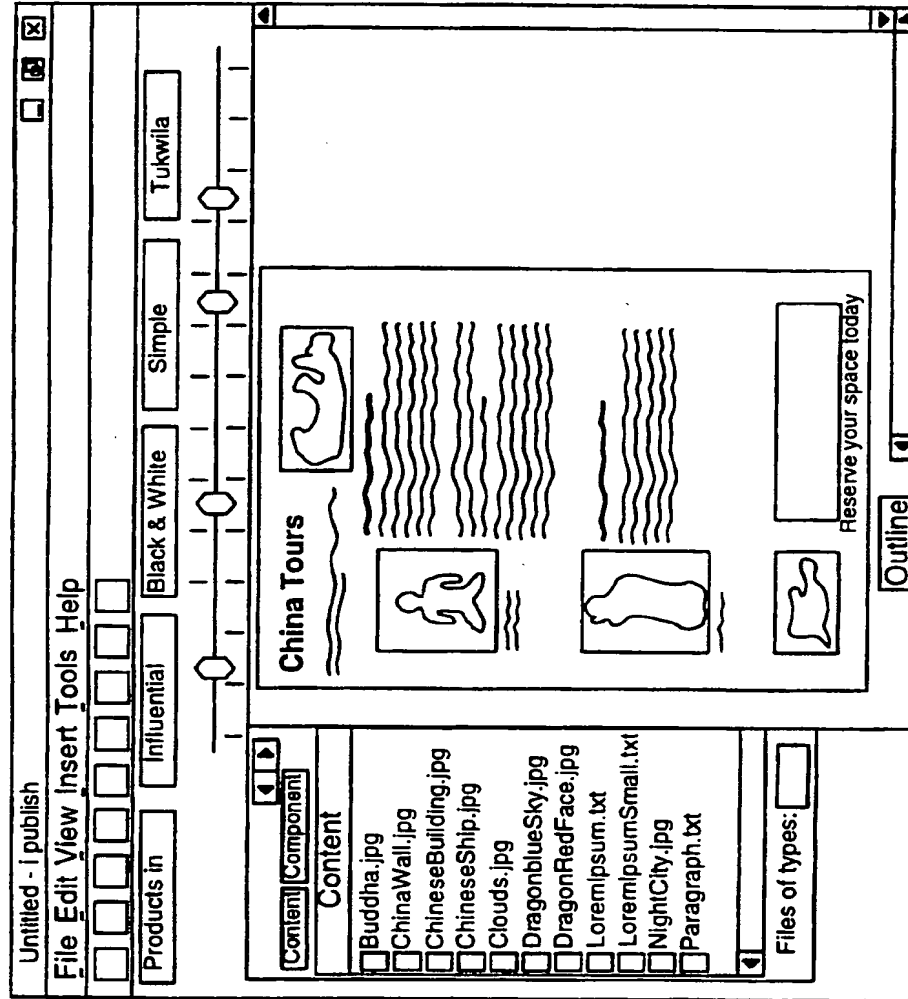 Untitled - i publish
File Edit View Insert Tools Help
Products in Influential Black & White Simple Tukwila
Content Component
Content
Buddha.jpg
ChinaWall.jpg
ChineseBuilding.jpg
ChineseShip.jpg
Clouds.jpg
DragonblueSky.jpg
DragonRedFace.jpg
LoremIpsum.txt
LoremIpsumSmall.txt
NightCity.jpg
Paragraph.txt
Files of types:
China Tours
Reserve your space today
Outline